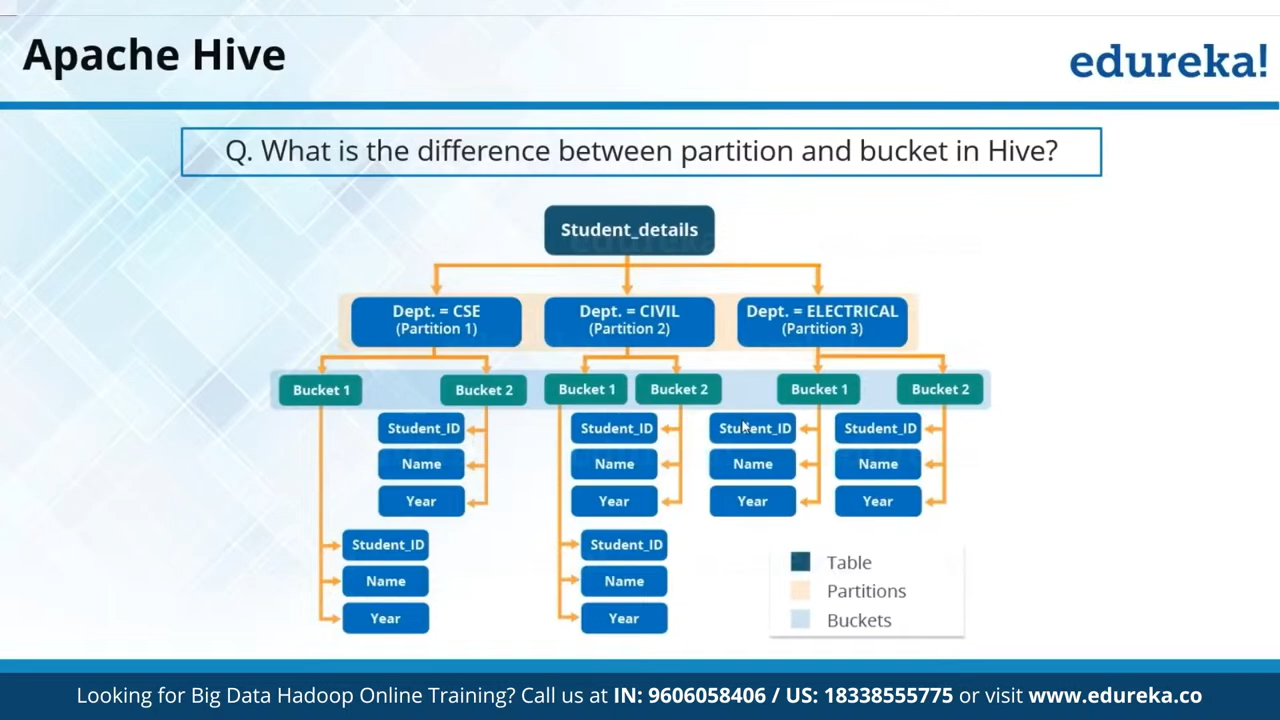 Apache Hive
edureka!
Q. What is the difference between partition and bucket in Hive?
Student_details
Dept. = CSE
(Partition 1)
Dept. = CIVIL
(Partition 2)
Dept. = ELECTRICAL
(Partition 3)
Bucket 1
Bucket 2
Bucket 1
Bucket 2
Bucket 1
Bucket 2
Student_ID
Name
Year
Student_ID
Name
Year
Student_ID
Name
Year
Student_ID
Name
Year
Student_ID
Name
Year
Student_ID
Name
Year
Table
Partitions
Buckets
Looking for Big Data Hadoop Online Training? Call us at IN: 9606058406 / US: 18338555775 or visit www.edureka.co